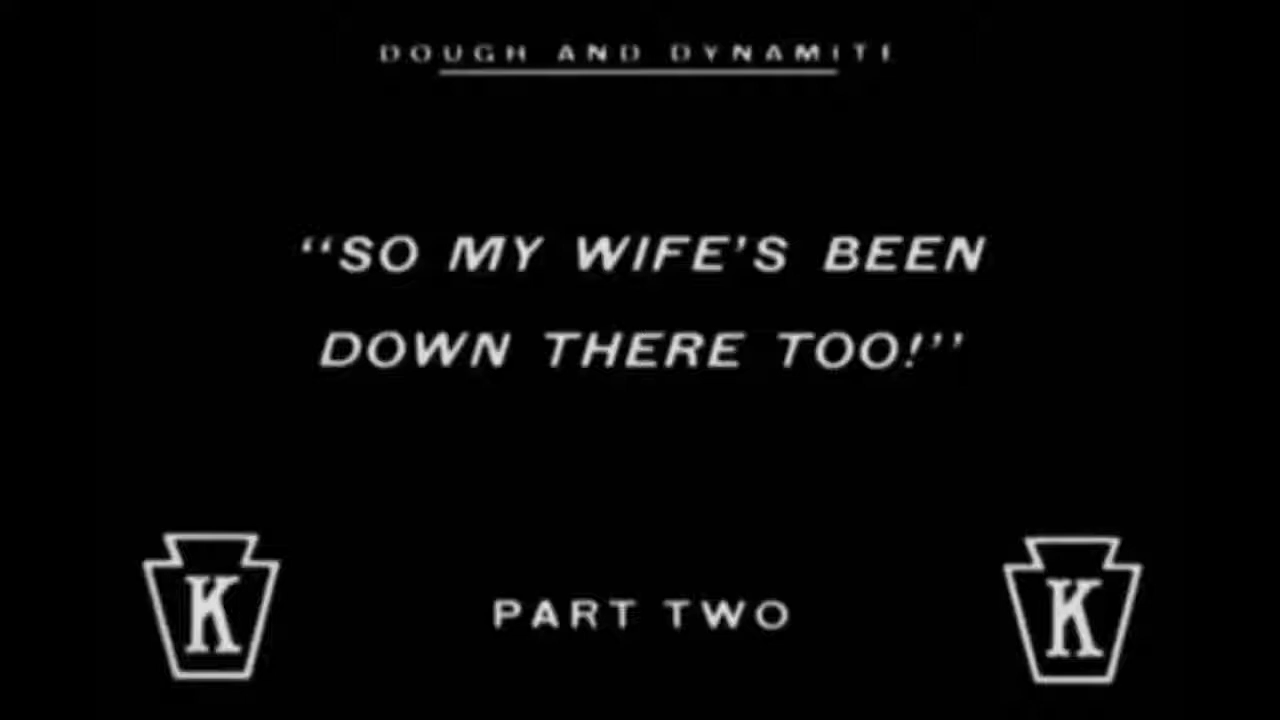 DOUGH AND DYNAMITE
“SO MY WIFE’S BEEN
DOWN THERE TOO!”
K PART TWO K